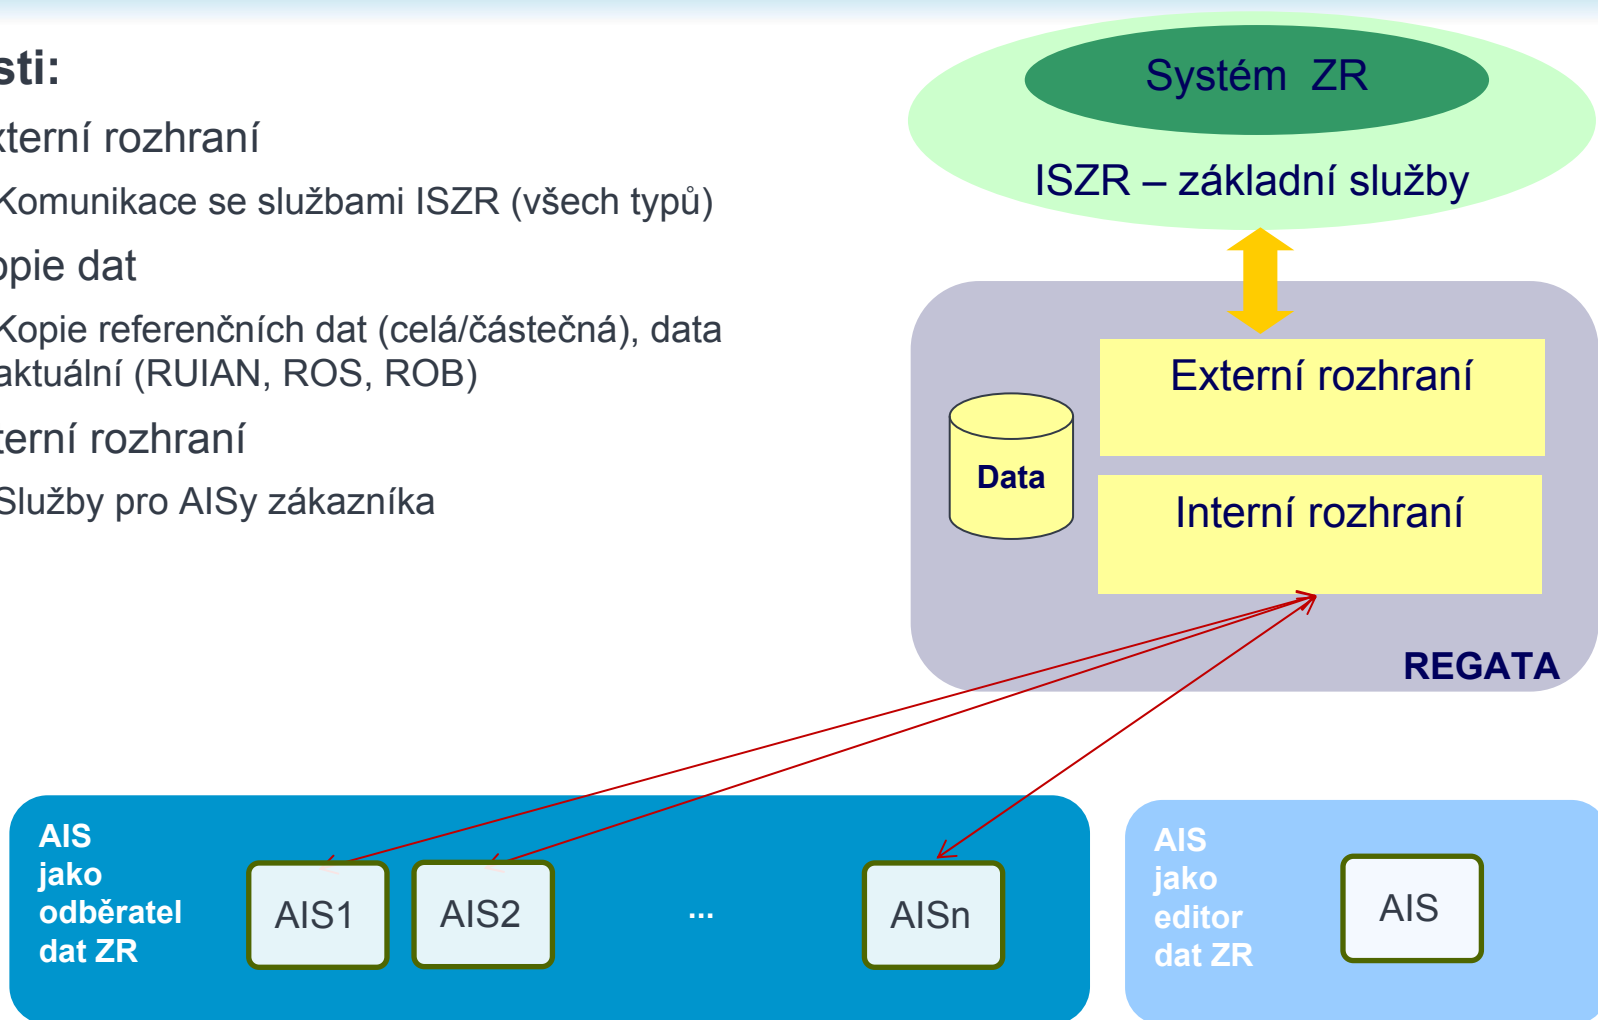 sti:
xterní rozhraní
Komunikace se službami ISZR (všech typů)
opie dat
Kopie referenčních dat (celá/částečná), data
aktuální (RUIAN, ROS, ROB)
terní rozhraní
Služby pro AISy zákazníka
Systém ZR
ISZR – základní služby
Externí rozhraní
Data
Interní rozhraní
REGATA
AIS
jako
odběratel
dat ZR
AIS1
AIS2
...
AISn
AIS
jako
editor
dat ZR
AIS